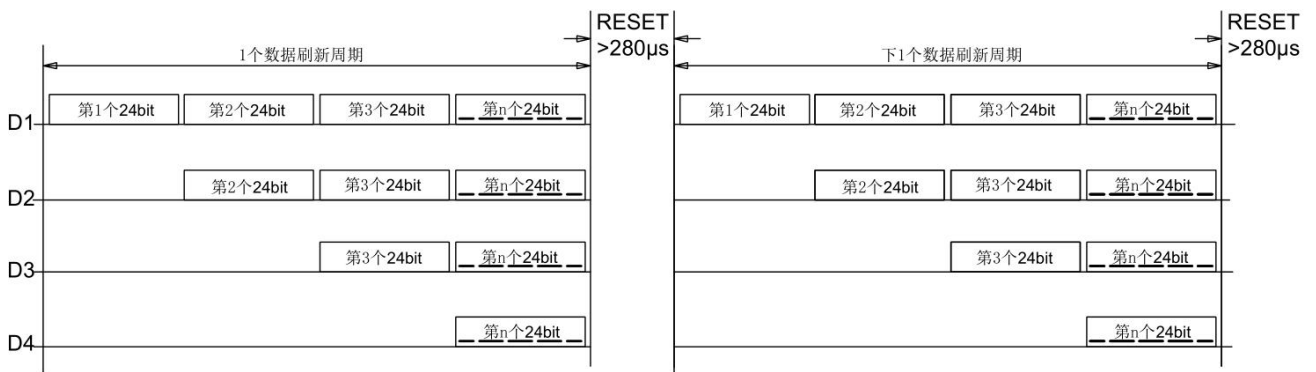 RESET
>280μs
RESET
>280μs
1个数据刷新周期
下1个数据刷新周期
D1
第1个24bit
第2个24bit
第3个24bit
第n个24bit
第1个24bit
第2个24bit
第3个24bit
第n个24bit
D2
第2个24bit
第3个24bit
第n个24bit
第2个24bit
第3个24bit
第n个24bit
D3
第3个24bit
第n个24bit
第3个24bit
第n个24bit
D4
第n个24bit
第n个24bit